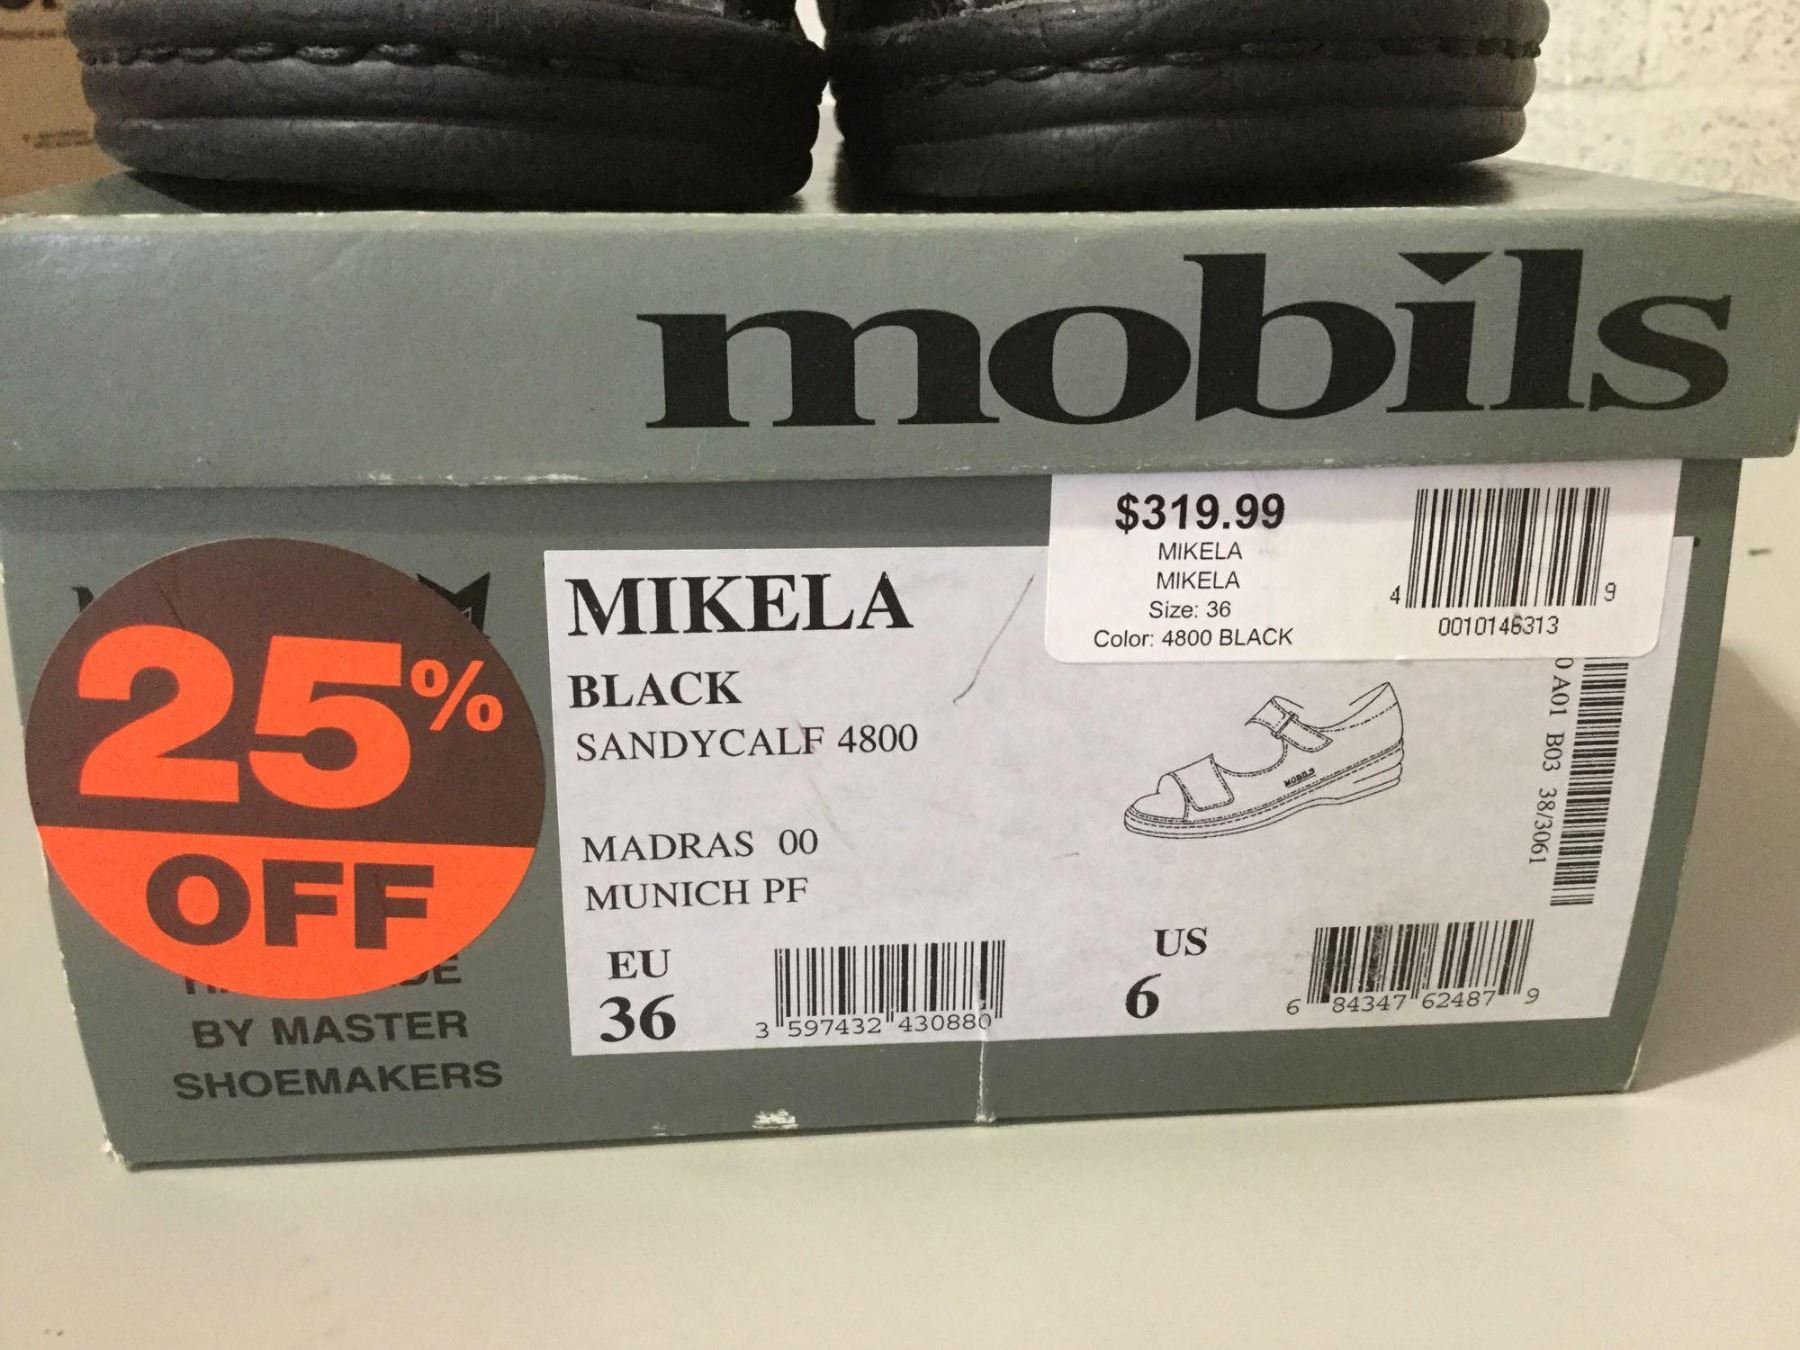 mobils
$319.99
MIKELA
MIKELA
Size: 36
Color: 4800 BLACK
4 9
0010146313
25%
OFF
BY MASTER
SHOEMAKERS
MIKELA
BLACK
SANDYCALF 4800
MADRAS 00
MUNICH PF
EU
36
3 597432 430880
US
6
6 84347 62487 9
MOBILS
A01 B03 38/3061